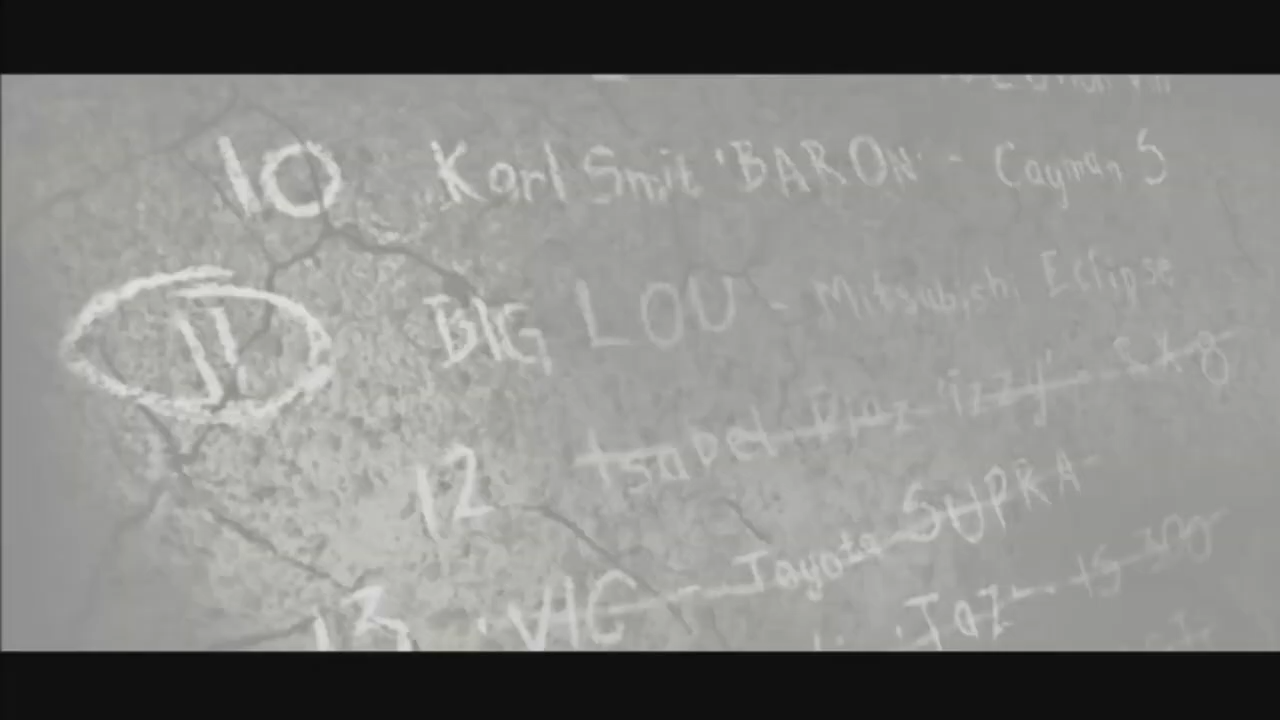 10 Karl Smit 'BARON' - Cayman S
11 BIG LOU - Mitsubishi Eclipse
12 Isabel Diaz 'izzy' - RX-8
13 'VIC' - Toyota SUPRA
'JAZ' - IS 300